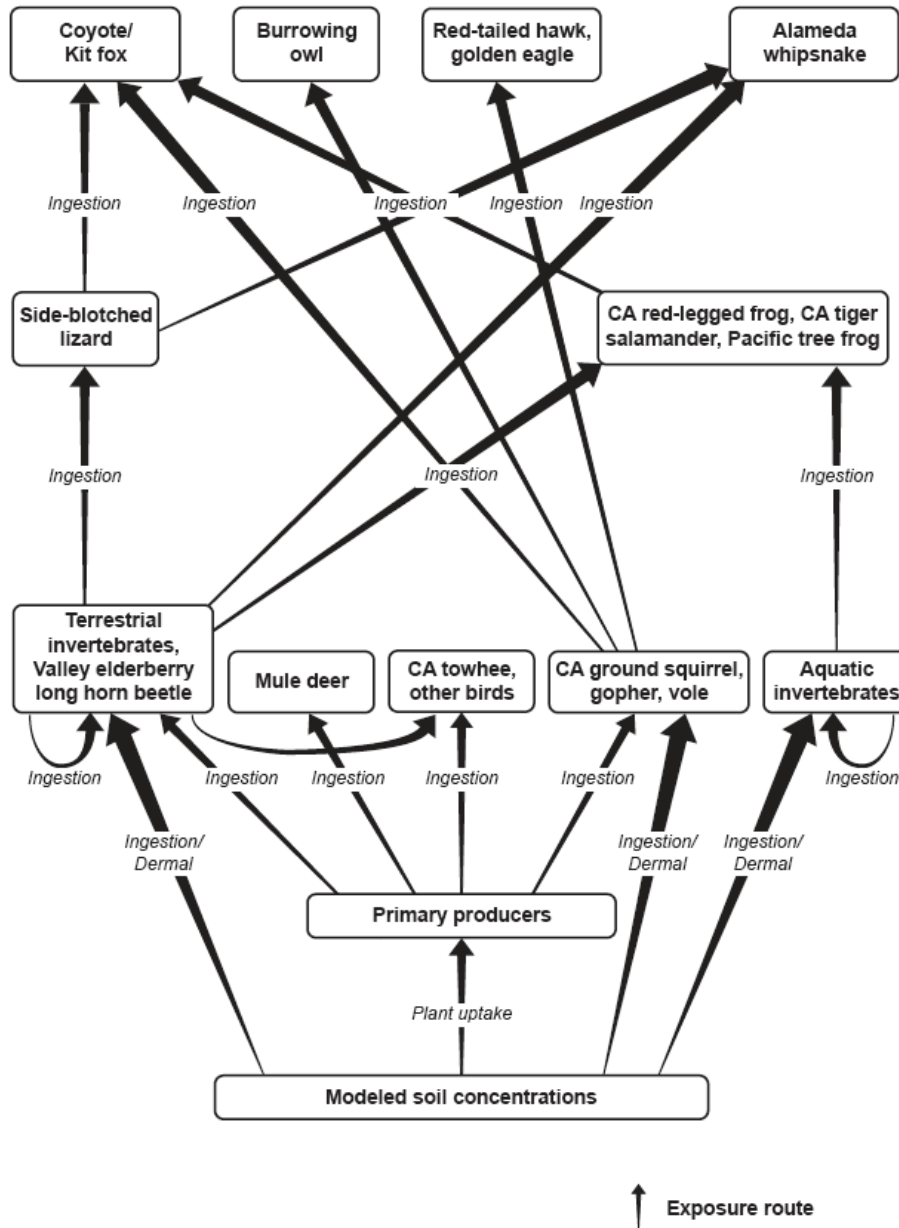 Coyote/
Kit fox
Burrowing
owl
Red-tailed hawk,
golden eagle
Alameda
whipsnake
Ingestion
Ingestion
Ingestion
Ingestion
Ingestion
Side-blotched
lizard
CA red-legged frog, CA tiger
salamander, Pacific tree frog
Ingestion
Ingestion
Ingestion
Terrestrial
invertebrates,
Valley elderberry
long horn beetle
Mule deer
CA towhee,
other birds
CA ground squirrel,
gopher, vole
Aquatic
invertebrates
Ingestion
Ingestion
Ingestion
Ingestion
Ingestion
Ingestion
Ingestion/
Dermal
Ingestion/
Dermal
Ingestion/
Dermal
Primary producers
Plant uptake
Modeled soil concentrations
Exposure route